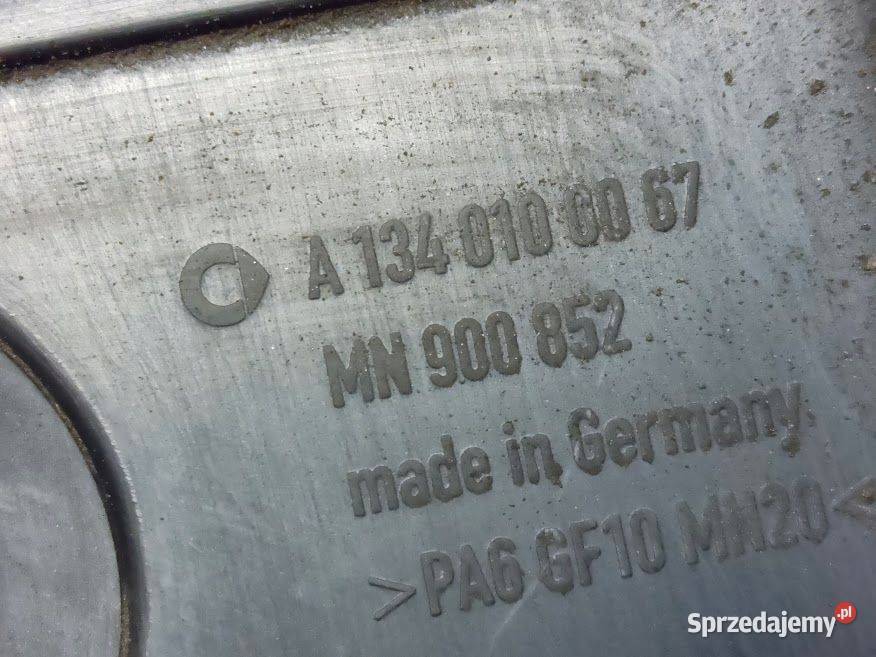 A 134 010 00 67
MN 900 852
made in Germany
>PA6 GF10 MN20<
Sprzedajemy.pl